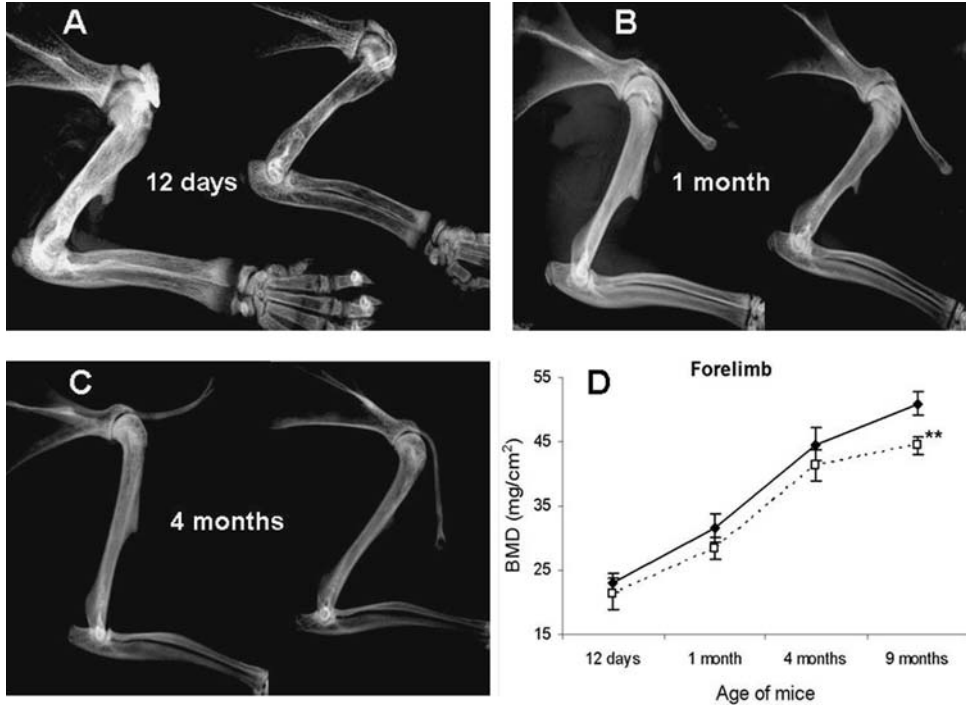 A
12 days
B
1 month
C
4 months
D
Forelimb
55
45
35
25
15
BMD (mg/cm²)
**
12 days
1 month
4 months
9 months
Age of mice